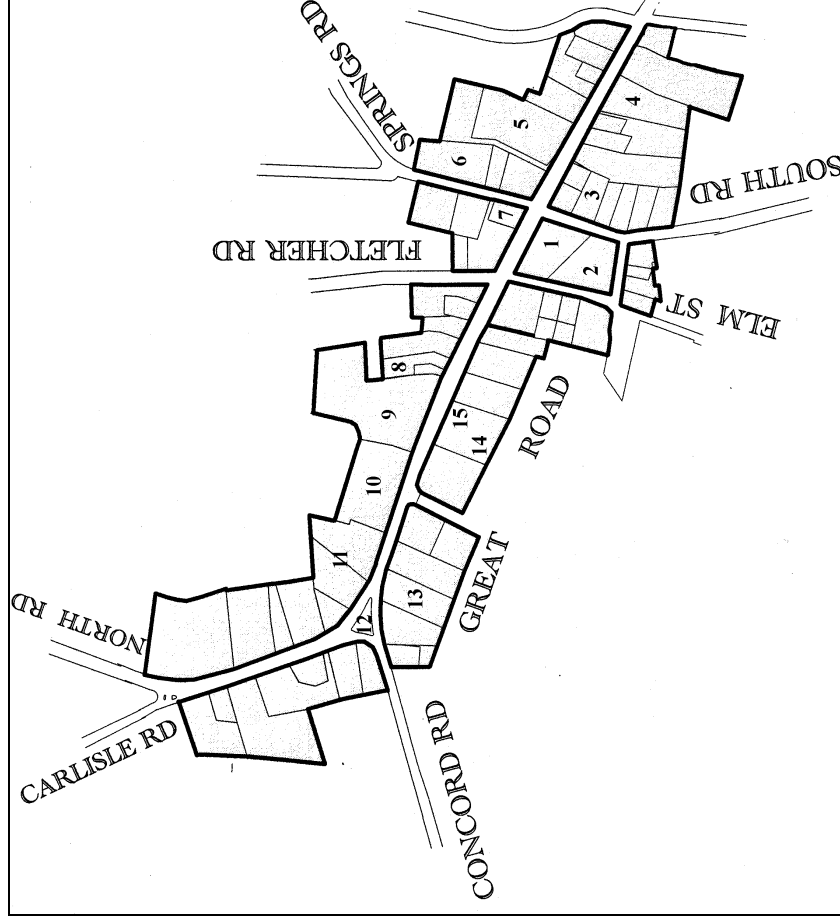 SPRINGS RD
4
5
6
SOUTH RD
3
7
1
FLETCHER RD
2
ELM ST
8
9
15
14
ROAD
10
11
GREAT
13
12
NORTH RD
CARLISLE RD
CONCORD RD